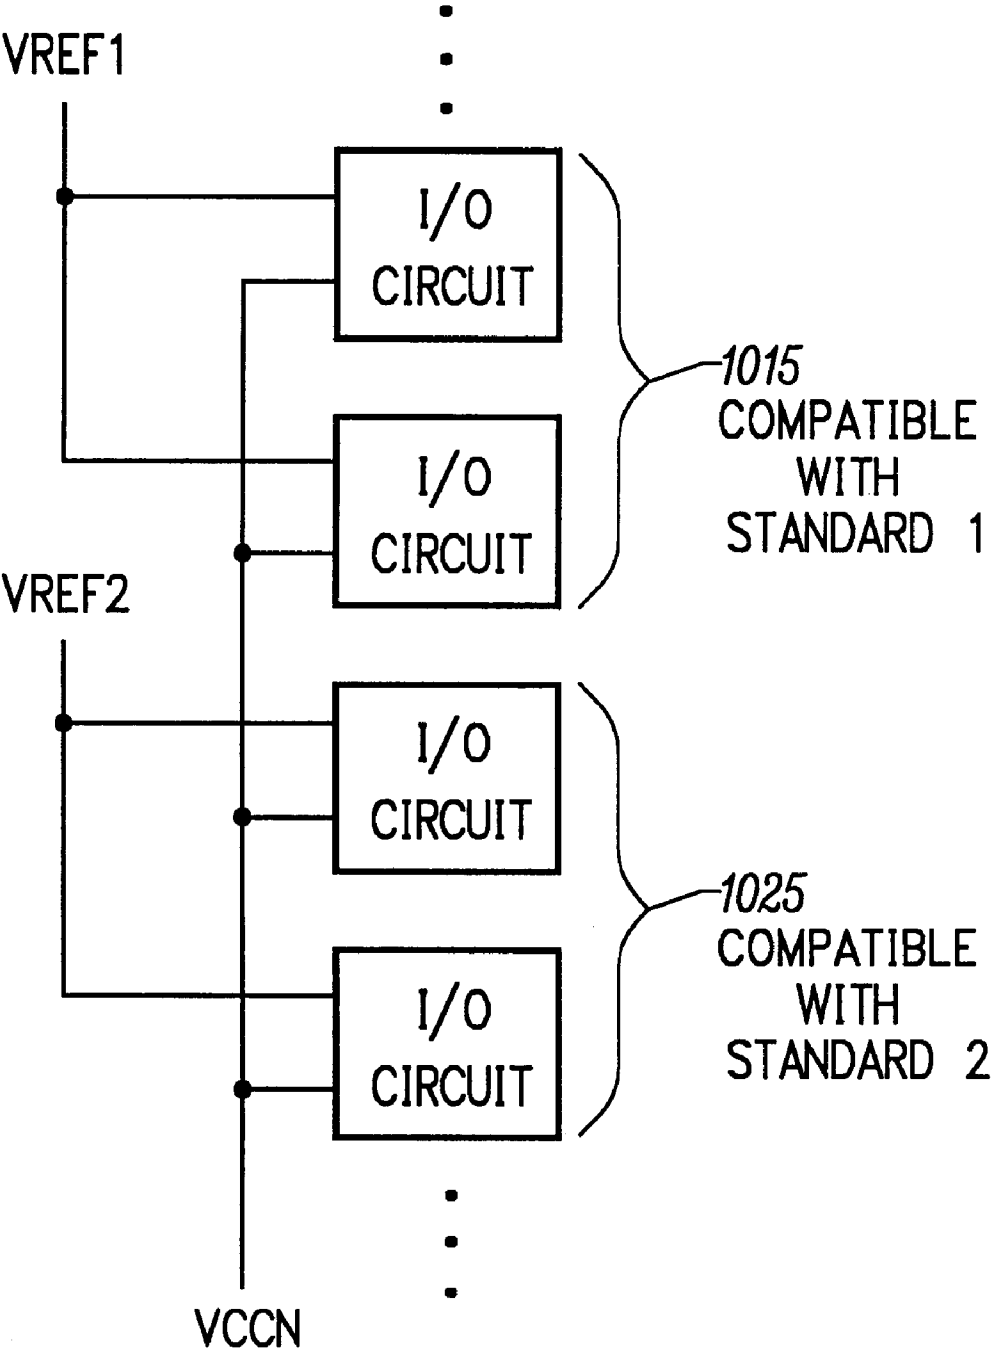 VREF1
I/O
CIRCUIT
1015
COMPATIBLE
WITH
STANDARD 1
I/O
CIRCUIT
VREF2
I/O
CIRCUIT
1025
COMPATIBLE
WITH
STANDARD 2
I/O
CIRCUIT
VCCN